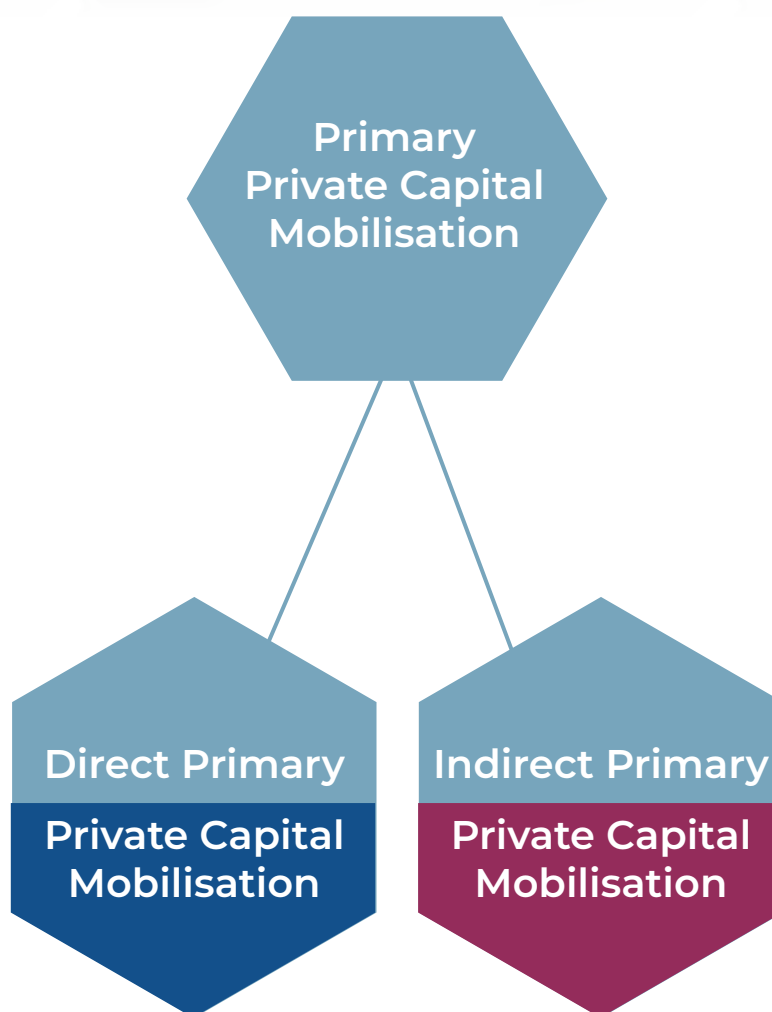 Primary
Private Capital
Mobilisation
Direct Primary
Private Capital
Mobilisation
Indirect Primary
Private Capital
Mobilisation